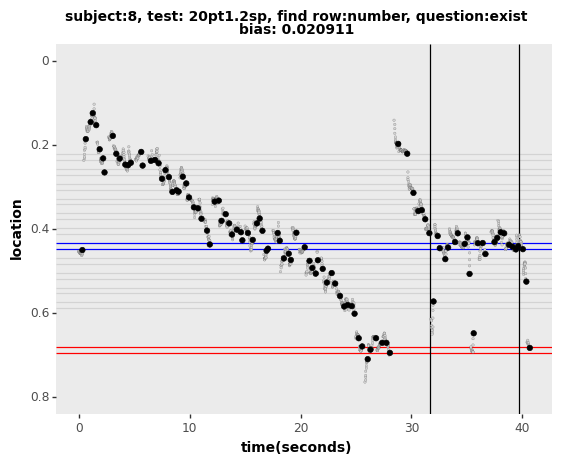 subject:8, test: 20pt1.2sp, find row:number, question:exist
bias: 0.020911
0
0.2
0.4
0.6
0.8
location
0
10
20
30
40
time(seconds)